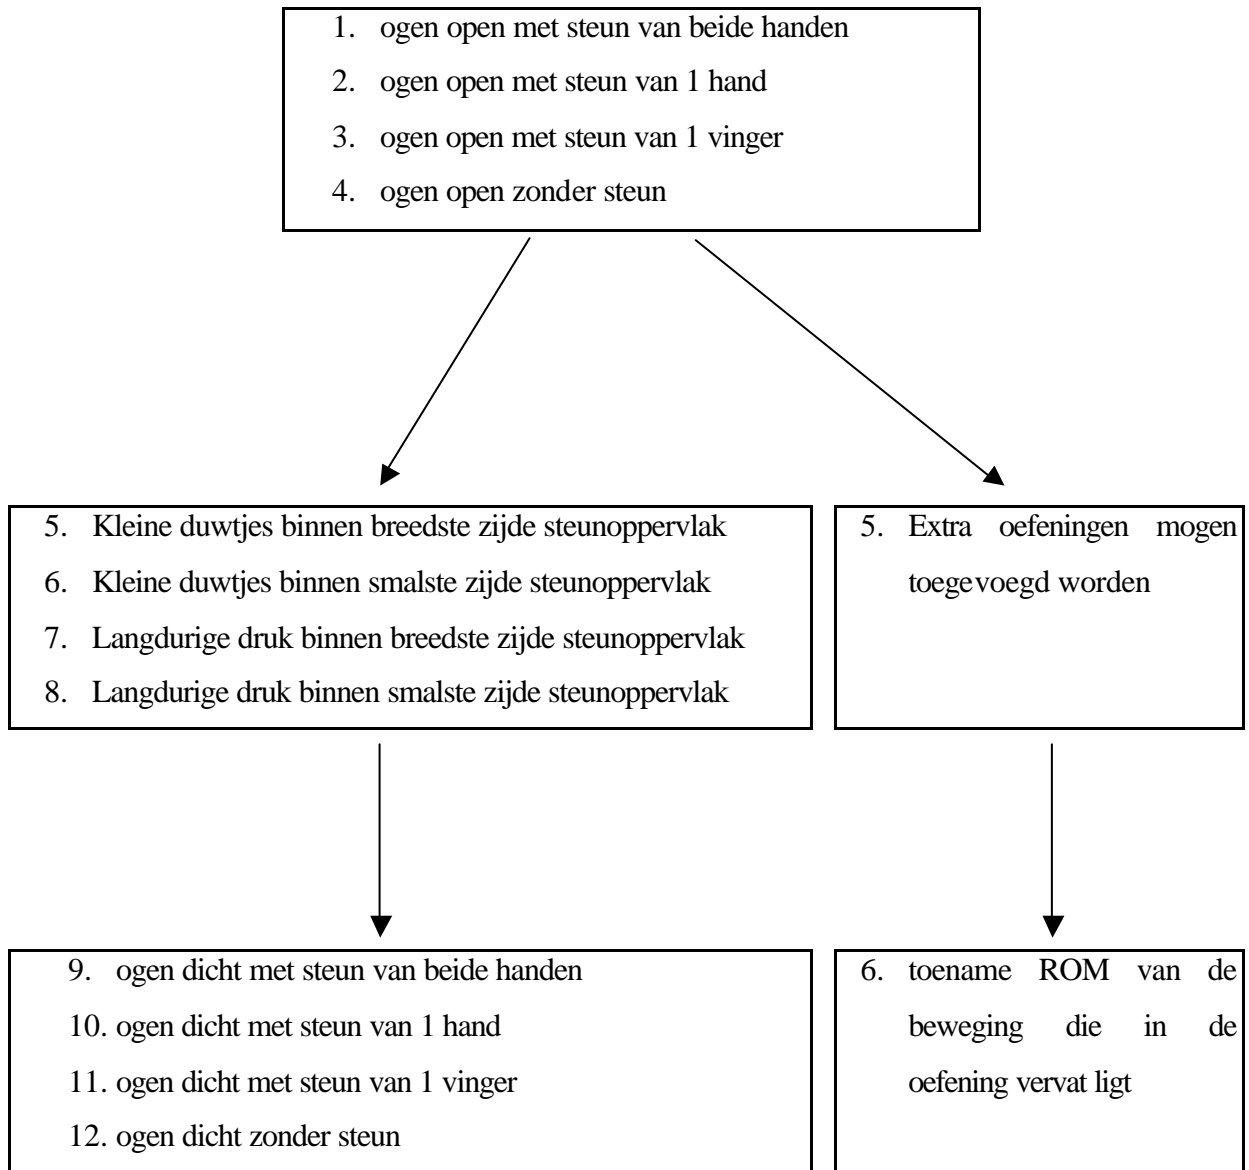 1. ogen open met steun van beide handen
2. ogen open met steun van 1 hand
3. ogen open met steun van 1 vinger
4. ogen open zonder steun
5. Kleine duwtjes binnen breedste zijde steunoppervlak
6. Kleine duwtjes binnen smalste zijde steunoppervlak
7. Langdurige druk binnen breedste zijde steunoppervlak
8. Langdurige druk binnen smalste zijde steunoppervlak
5. Extra oefeningen mogen
toegevoegd worden
9. ogen dicht met steun van beide handen
10. ogen dicht met steun van 1 hand
11. ogen dicht met steun van 1 vinger
12. ogen dicht zonder steun
6. toename ROM van de
beweging die in de
oefening vervat ligt